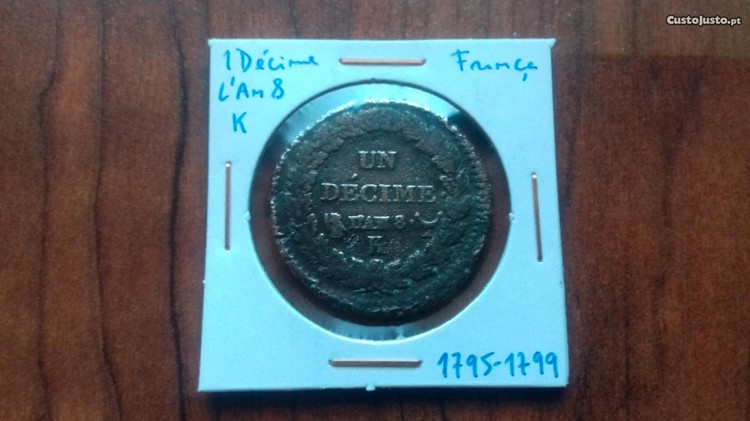 CustoJusto.pt
1 Décime
França
L'An 8
K
UN
DÉCIME
L'AN 8.
K
1795-1799